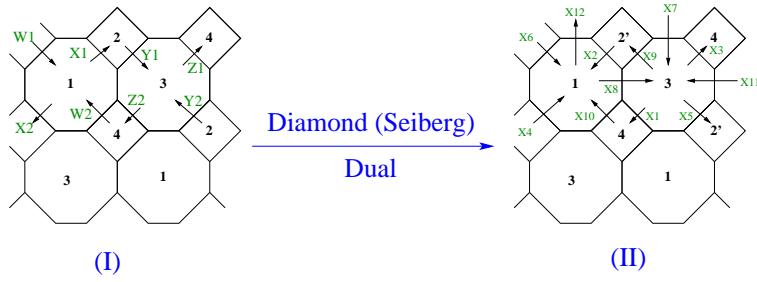 W1
X1
2
Y1
4
Z1
1
3
X2
W2
Z2
Y2
4
2
3
1
(I)
Diamond (Seiberg)
Dual
X12
X7
X6
X2
2'
X9
4
X3
1
X8
3
X11
X4
X10
4
X1
X5
2'
3
1
(II)